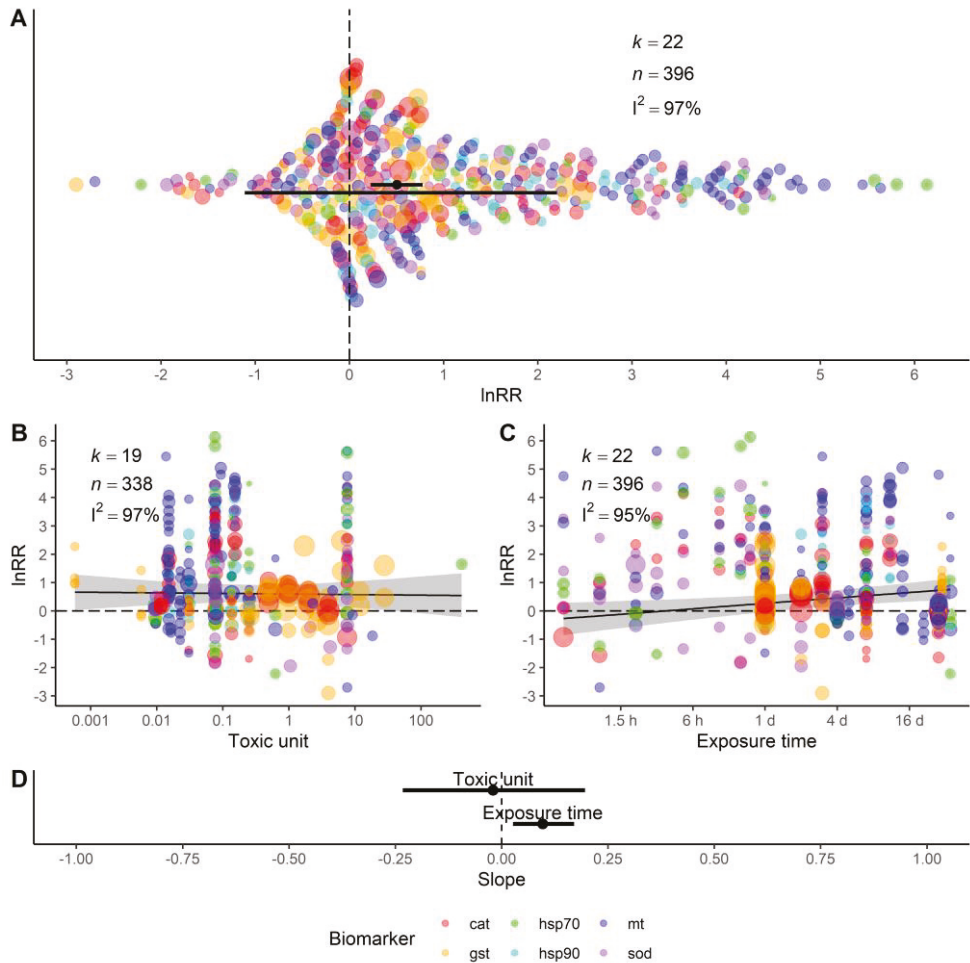 A
k = 22
n = 396
I² = 97%
-3 -2 -1 0 1 2 3 4 5 6
lnRR
B
k = 19
n = 338
I² = 97%
6
5
4
3
2
1
0
-1
-2
-3
lnRR
0.001 0.01 0.1 1 10 100
Toxic unit
C
k = 22
n = 396
I² = 95%
6
5
4
3
2
1
0
-1
-2
-3
lnRR
1.5 h 6 h 1 d 4 d 16 d
Exposure time
D
Toxic unit
Exposure time
-1.00 -0.75 -0.50 -0.25 0.00 0.25 0.50 0.75 1.00
Slope
Biomarker
cat hsp70 mt
gst hsp90 sod